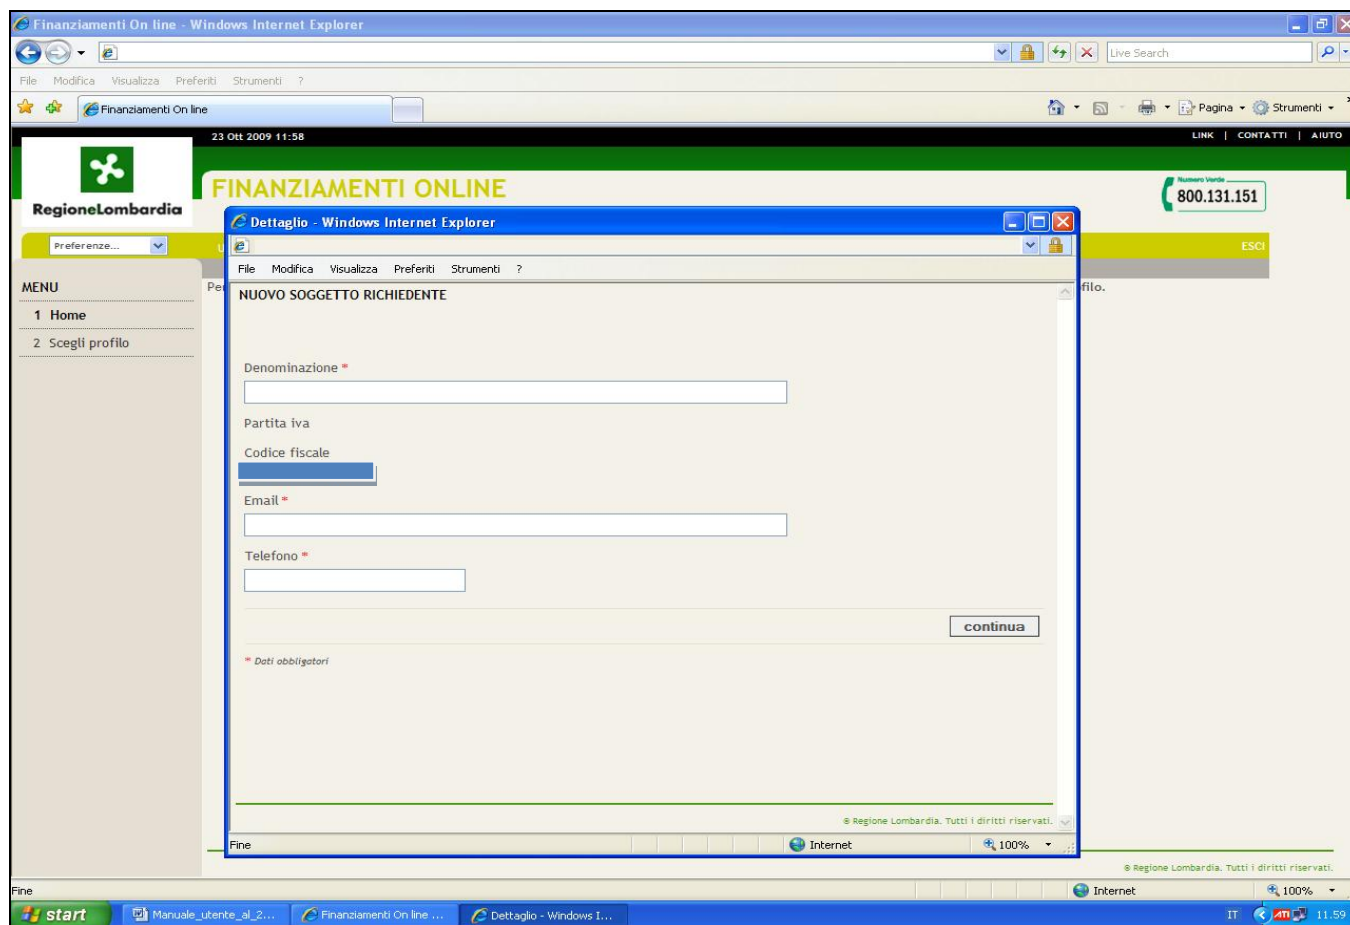 Finanziamenti On line - Windows Internet Explorer
Live Search
File Modifica Visualizza Preferiti Strumenti ?
Finanziamenti On line
Pagina
Strumenti
23 Ott 2009 11:58
LINK | CONTATTI | AIUTO
RegioneLombardia
FINANZIAMENTI ONLINE
Numero Verde
800.131.151
Preferenze...
ESCI
MENU
1 Home
2 Scegli profilo
Dettaglio - Windows Internet Explorer
File Modifica Visualizza Preferiti Strumenti ?
NUOVO SOGGETTO RICHIEDENTE
Denominazione *
Partita iva
Codice fiscale
Email *
Telefono *
continua
* Dati obbligatori
© Regione Lombardia. Tutti i diritti riservati.
Fine
Internet
100%
© Regione Lombardia. Tutti i diritti riservati.
Fine
Internet
100%
start
Manuale_utente_al_2...
Finanziamenti On line ...
Dettaglio - Windows I...
IT
ATI
11.59